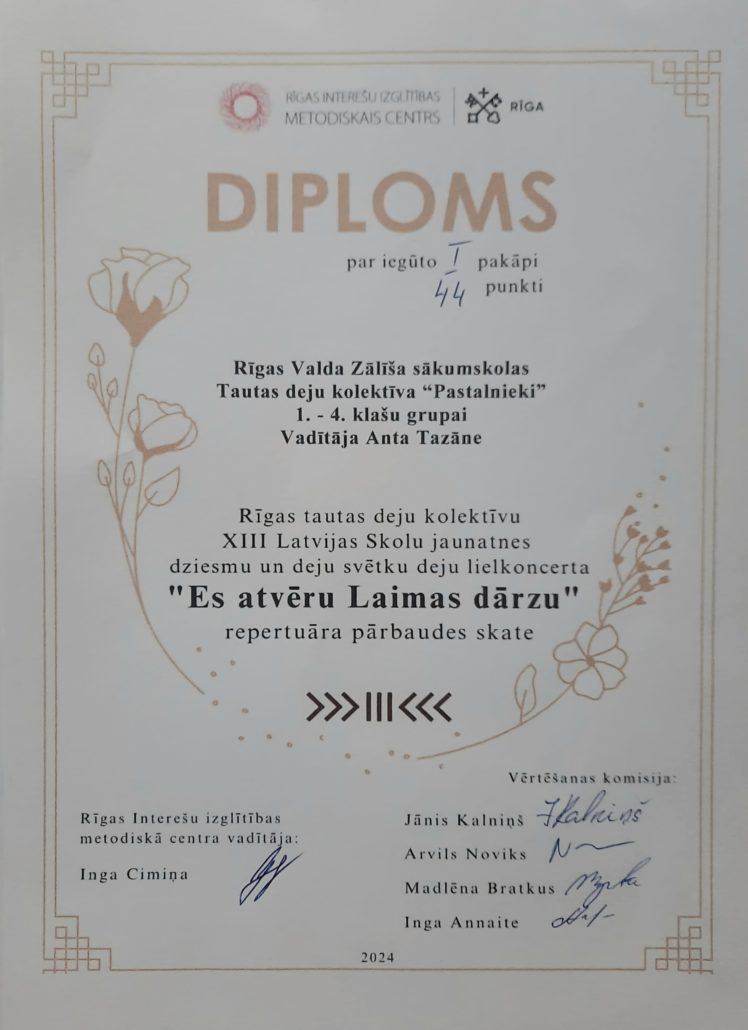 RĪGAS INTEREŠU IZGLĪTĪBAS
METODISKAIS CENTRS
RĪGA
DIPLOMS
par iegūto I pakāpi
44 punkti
Rīgas Valda Zālīša sākumskolas
Tautas deju kolektīva “Pastalnieki”
1. - 4. klašu grupai
Vadītāja Anta Tazāne
Rīgas tautas deju kolektīvu
XIII Latvijas Skolu jaunatnes
dziesmu un deju svētku deju lielkoncerta
"Es atvēru Laimas dārzu"
repertuāra pārbaudes skate
Rīgas Interešu izglītības
metodiskā centra vadītāja:
Inga Cimiņa
Vērtēšanas komisija:
Jānis Kalniņš JKalniņš
Arvils Noviks
Madlēna Bratkus
Inga Annaite
2024